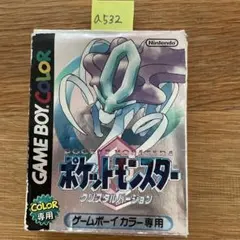 a532
Nintendo
GAME BOY COLOR
POCKET MONSTERS
ポケットモンスター
クリスタルバージョン
COLOR
専用
ゲームボーイ カラー専用